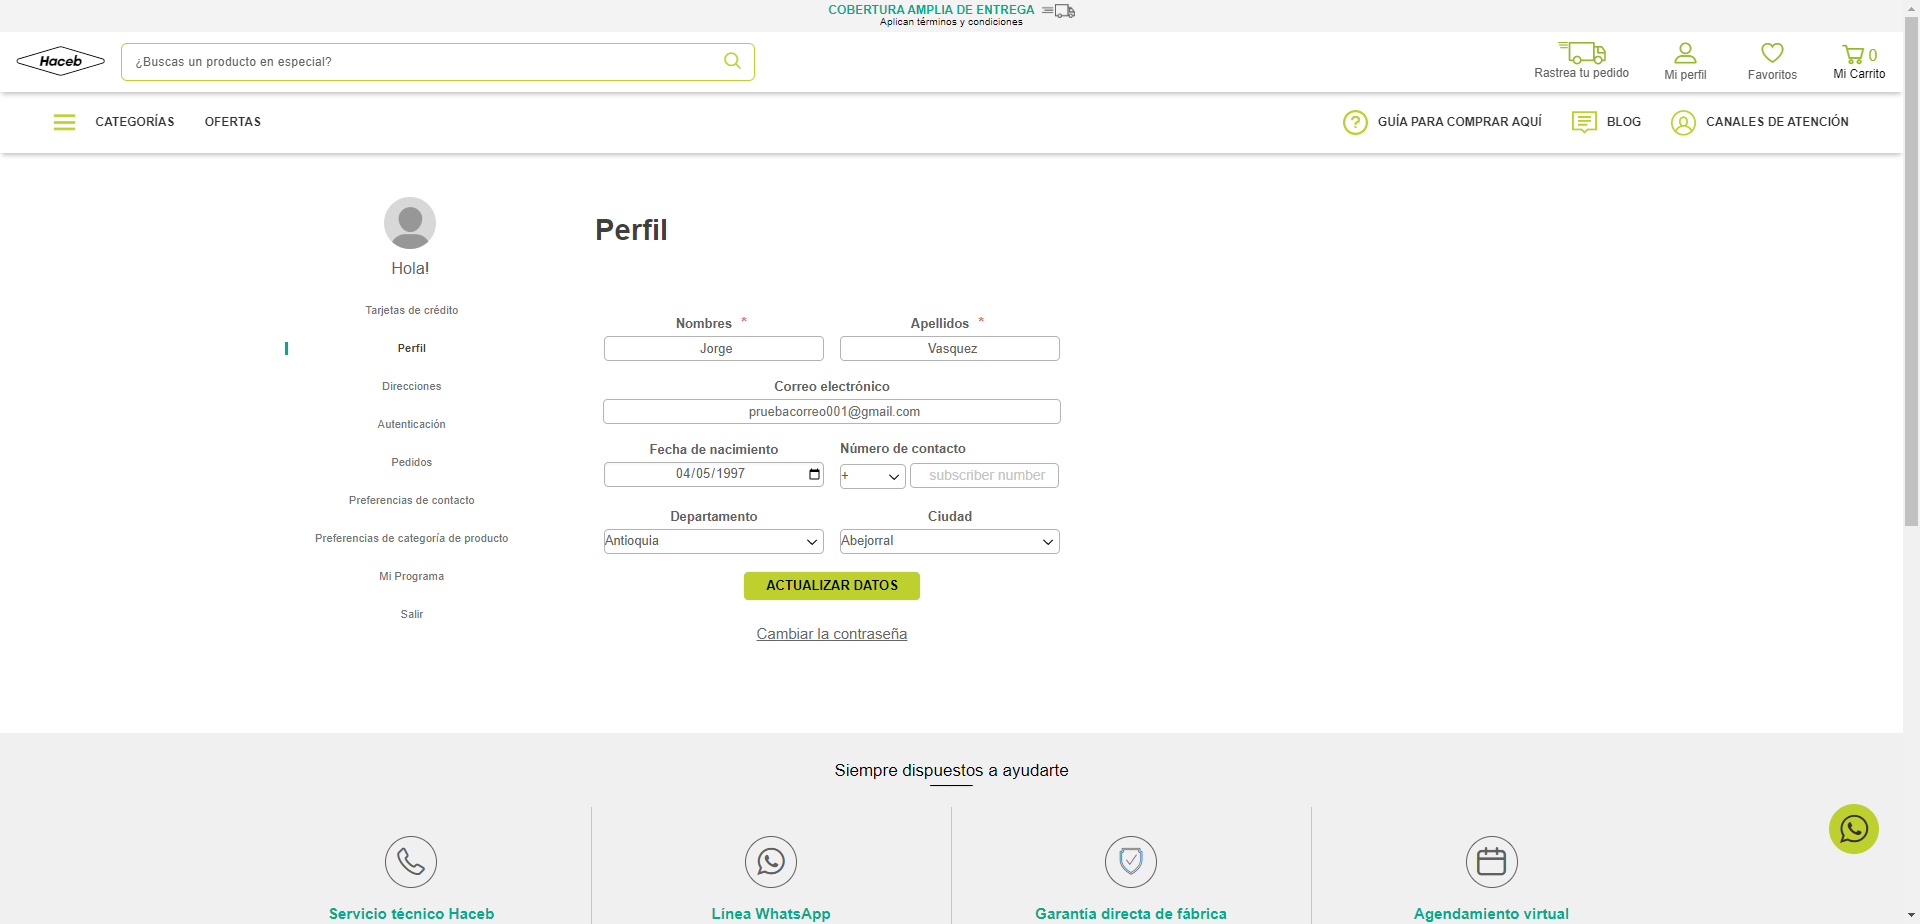 COBERTURA AMPLIA DE ENTREGA
Aplican términos y condiciones
Haceb
¿Buscas un producto en especial?
Rastrea tu pedido
Mi perfil
Favoritos
0
Mi Carrito
CATEGORÍAS
OFERTAS
GUÍA PARA COMPRAR AQUÍ
BLOG
CANALES DE ATENCIÓN
Hola!
Tarjetas de crédito
Perfil
Direcciones
Autenticación
Pedidos
Preferencias de contacto
Preferencias de categoría de producto
Mi Programa
Salir
Perfil
Nombres *
Apellidos *
Jorge
Vasquez
Correo electrónico
pruebacorreo001@gmail.com
Fecha de nacimiento
Número de contacto
04/05/1997
+
subscriber number
Departamento
Ciudad
Antioquia
Abejorral
ACTUALIZAR DATOS
Cambiar la contraseña
Siempre dispuestos a ayudarte
Servicio técnico Haceb
Línea WhatsApp
Garantía directa de fábrica
Agendamiento virtual